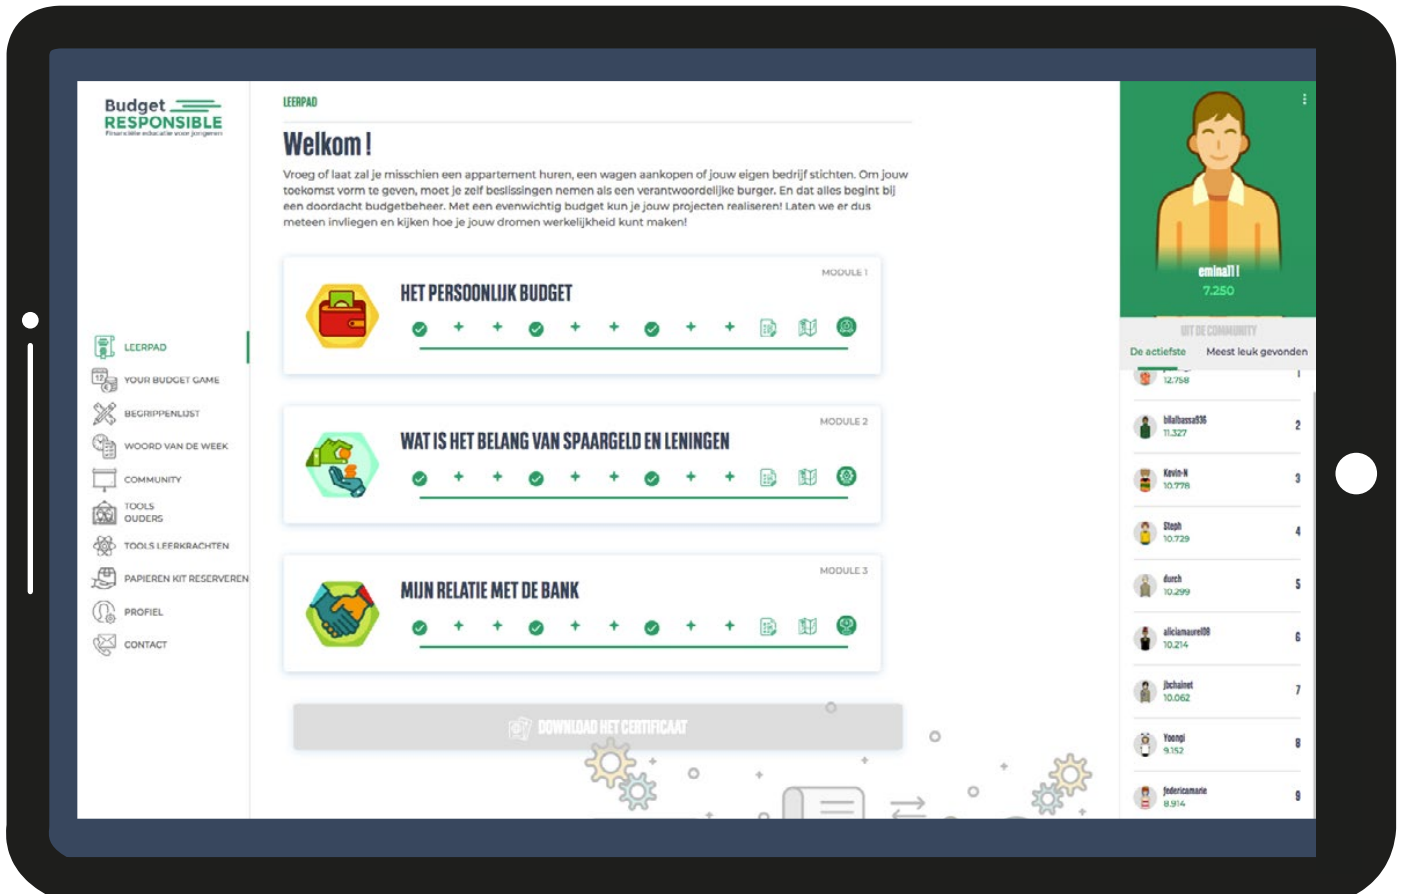 Budget
RESPONSIBLE
Financiële educatie voor jongeren
LEERPAD
YOUR BUDGET GAME
BEGRIPPENLIJST
WOORD VAN DE WEEK
COMMUNITY
TOOLS
OUDERS
TOOLS LEERKRACHTEN
PAPIEREN KIT RESERVEREN
PROFIEL
CONTACT
LEERPAD
Welkom !
Vroeg of laat zal je misschien een appartement huren, een wagen aankopen of jouw eigen bedrijf stichten. Om jouw
toekomst vorm te geven, moet je zelf beslissingen nemen als een verantwoordelijke burger. En dat alles begint bij
een doordacht budgetbeheer. Met een evenwichtig budget kun je jouw projecten realiseren! Laten we er dus
meteen invliegen en kijken hoe je jouw dromen werkelijkheid kunt maken!
MODULE 1
HET PERSOONLIJK BUDGET
MODULE 2
WAT IS HET BELANG VAN SPAARGELD EN LENINGEN
MODULE 3
MIJN RELATIE MET DE BANK
DOWNLOAD HET CERTIFICAAT
7.250
UIT DE COMMUNITY
De actiefste Meest leuk gevonden
12.758
bilalbassa936
11.327 2
Kevin-N
10.778 3
Steph
10.729 4
durch
10.299 5
aliciamaurel08
10.214 6
jbchainet
10.062 7
Yoongi
9.152 8
federicamarie
8.914 9